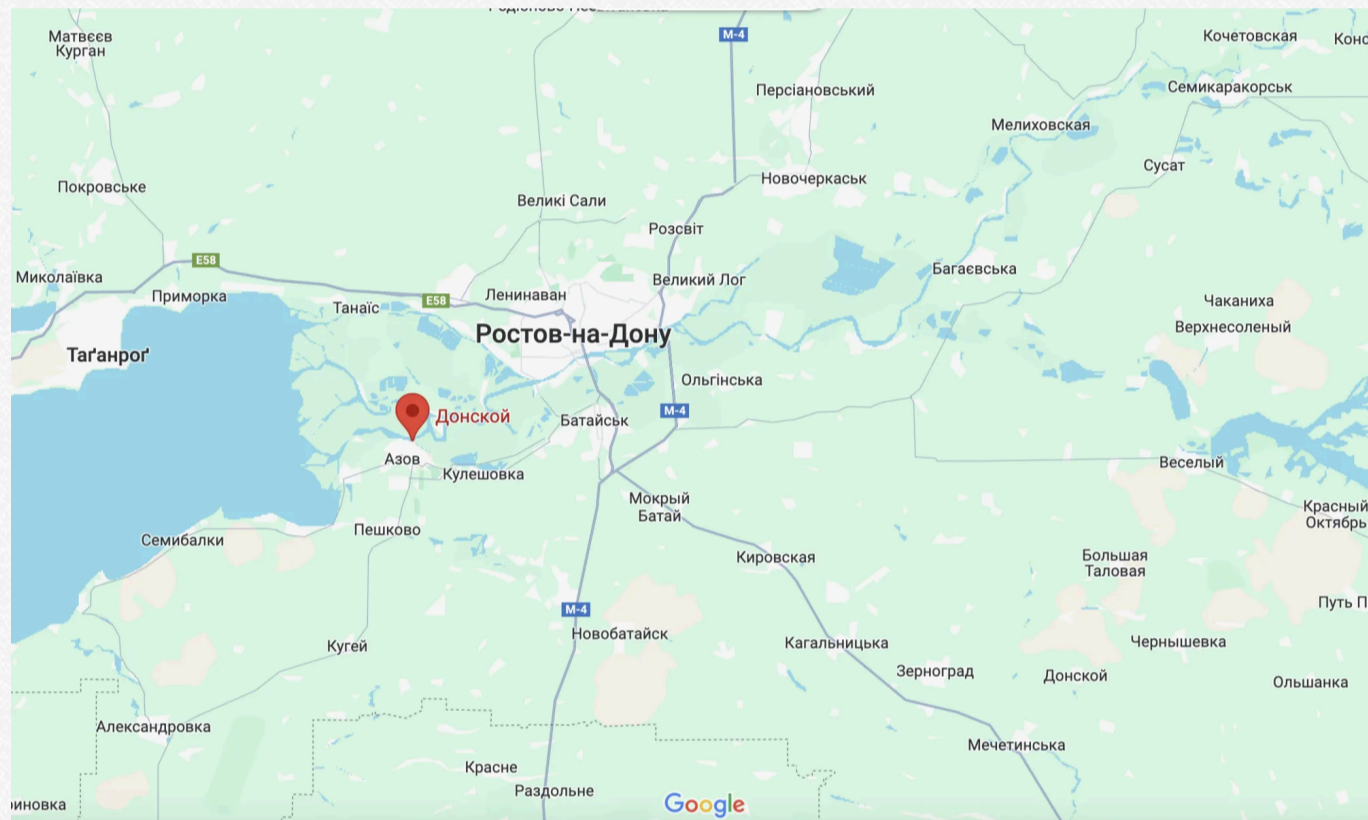 М-4
Матвєєв
Курган
Кочетовская
Персіановський
Семикаракорськ
Мелиховская
Сусат
Покровське
Новочеркаськ
Великі Сали
Розсвіт
E58
Миколаївка
Багаєвська
Великий Лог
Приморка
Ленинаван
E58
Танаїс
Чаканиха
Верхнесоленый
Ростов-на-Дону
Таґанроґ
Ольгінська
М-4
Донской
Батайськ
Азов
Веселый
Кулешовка
Мокрый
Батай
Красный
Октябрь
Пешково
Семибалки
Кировская
Большая
Таловая
М-4
Новобатайск
Кугей
Кагальницька
Чернышевка
Зерноград
Донской
Ольшанка
Александровка
Мечетинська
Красне
Раздольне
Google